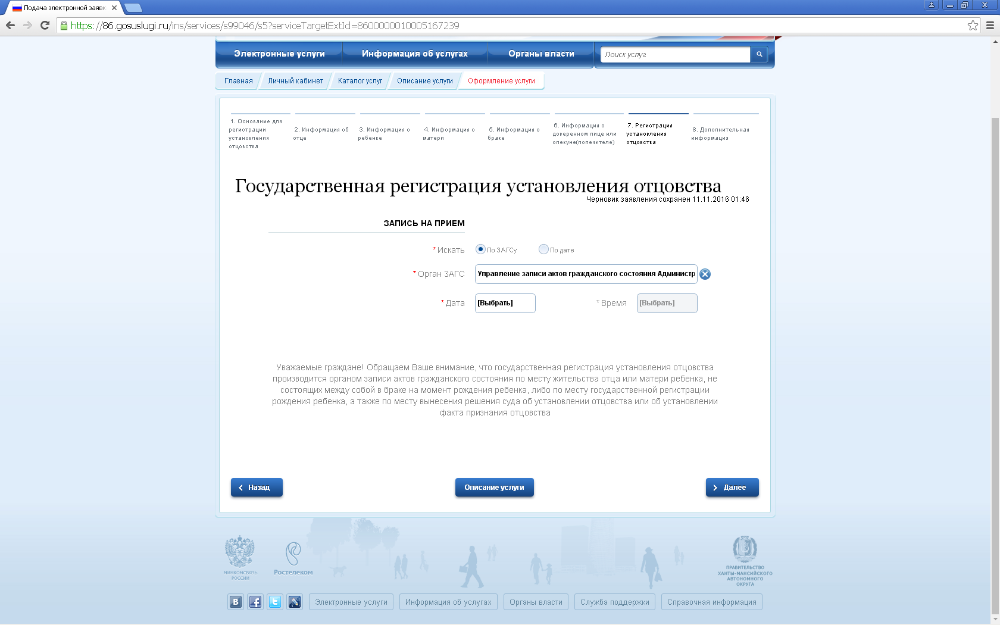 Подача электронной заявк
https://86.gosuslugi.ru/ins/services/s99046/s5?serviceTargetExtId=8600000010005167239
Электронные услуги
Информация об услугах
Органы власти
Поиск услуг
Главная
Личный кабинет
Каталог услуг
Описание услуги
Оформление услуги
1. Основание для
регистрации
установления
отцовства
2. Информация об
отце
3. Информация о
ребенке
4. Информация о
матери
5. Информация о
браке
6. Информация о
доверенном лице или
опекуне(попечителе)
7. Регистрация
установления
отцовства
8. Дополнительная
информация
Государственная регистрация установления отцовства
Черновик заявления сохранен 11.11.2016 01:46
ЗАПИСЬ НА ПРИЕМ
*Искать По ЗАГСу По дате
*Орган ЗАГС Управление записи актов гражданского состояния Администр
*Дата [Выбрать] *Время [Выбрать]
Уважаемые граждане! Обращаем Ваше внимание, что государственная регистрация установления отцовства
производится органом записи актов гражданского состояния по месту жительства отца или матери ребенка, не
состоящих между собой в браке на момент рождения ребенка, либо по месту государственной регистрации
рождения ребенка, а также по месту вынесения решения суда об установлении отцовства или об установлении
факта признания отцовства
Назад
Описание услуги
Далее
МИНКОМСВЯЗЬ
РОССИИ
Ростелеком
ПРАВИТЕЛЬСТВО
ХАНТЫ-МАНСИЙСКОГО
АВТОНОМНОГО
ОКРУГА
Электронные услуги
Информация об услугах
Органы власти
Служба поддержки
Справочная информация